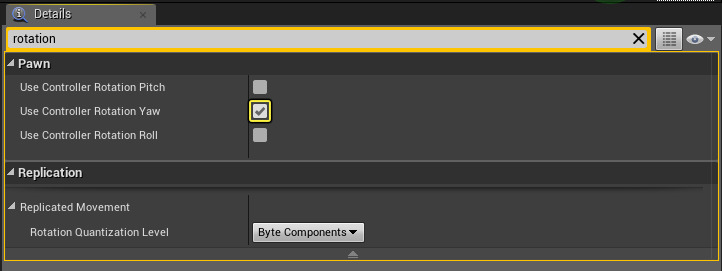 Details
rotation
Pawn
Use Controller Rotation Pitch
Use Controller Rotation Yaw
Use Controller Rotation Roll
Replication
Replicated Movement
Rotation Quantization Level
Byte Components